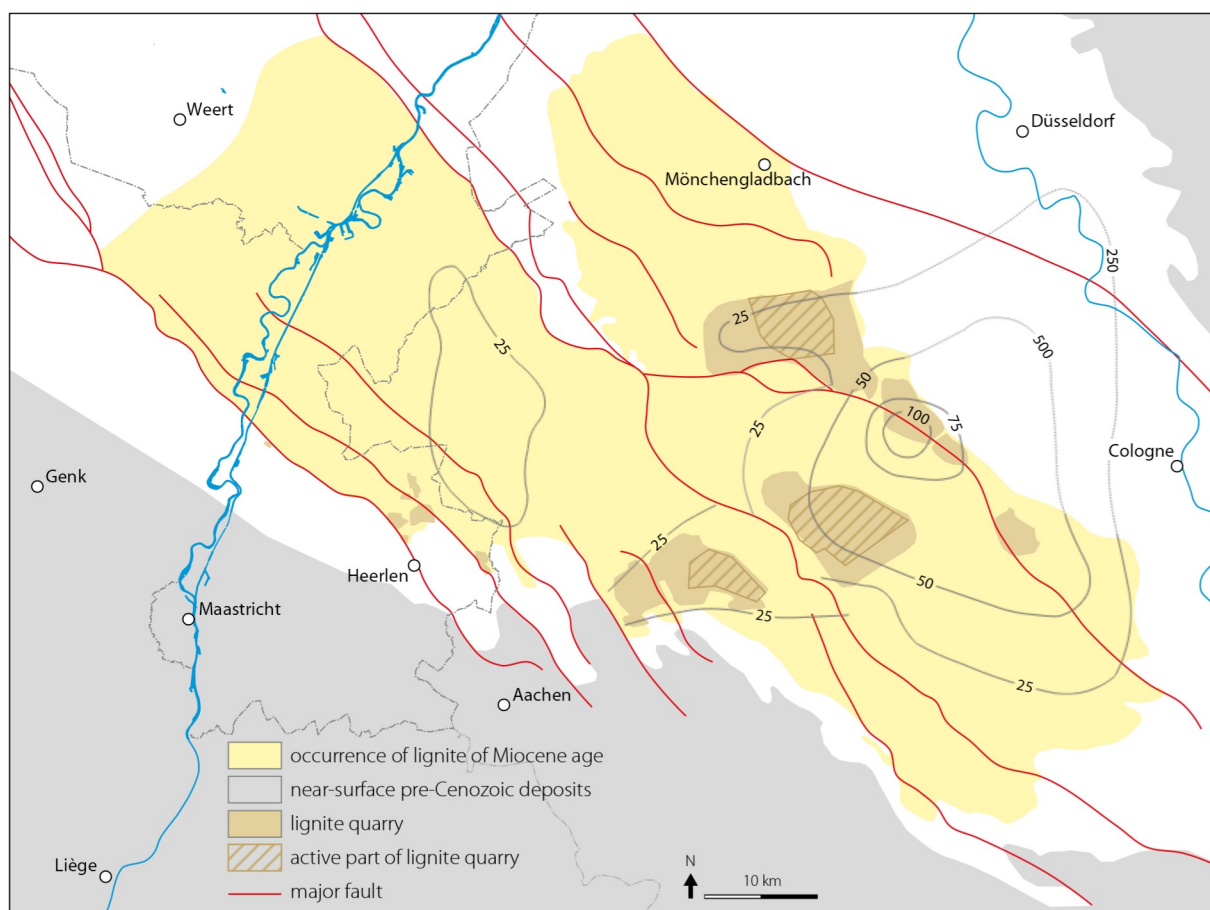 Weert
Düsseldorf
Mönchengladbach
250
25
25
500
50
100
75
25
Cologne
Genk
25
Heerlen
50
Maastricht
25
25
Aachen
occurrence of lignite of Miocene age
near-surface pre-Cenozoic deposits
lignite quarry
active part of lignite quarry
major fault
Liège
N
10 km